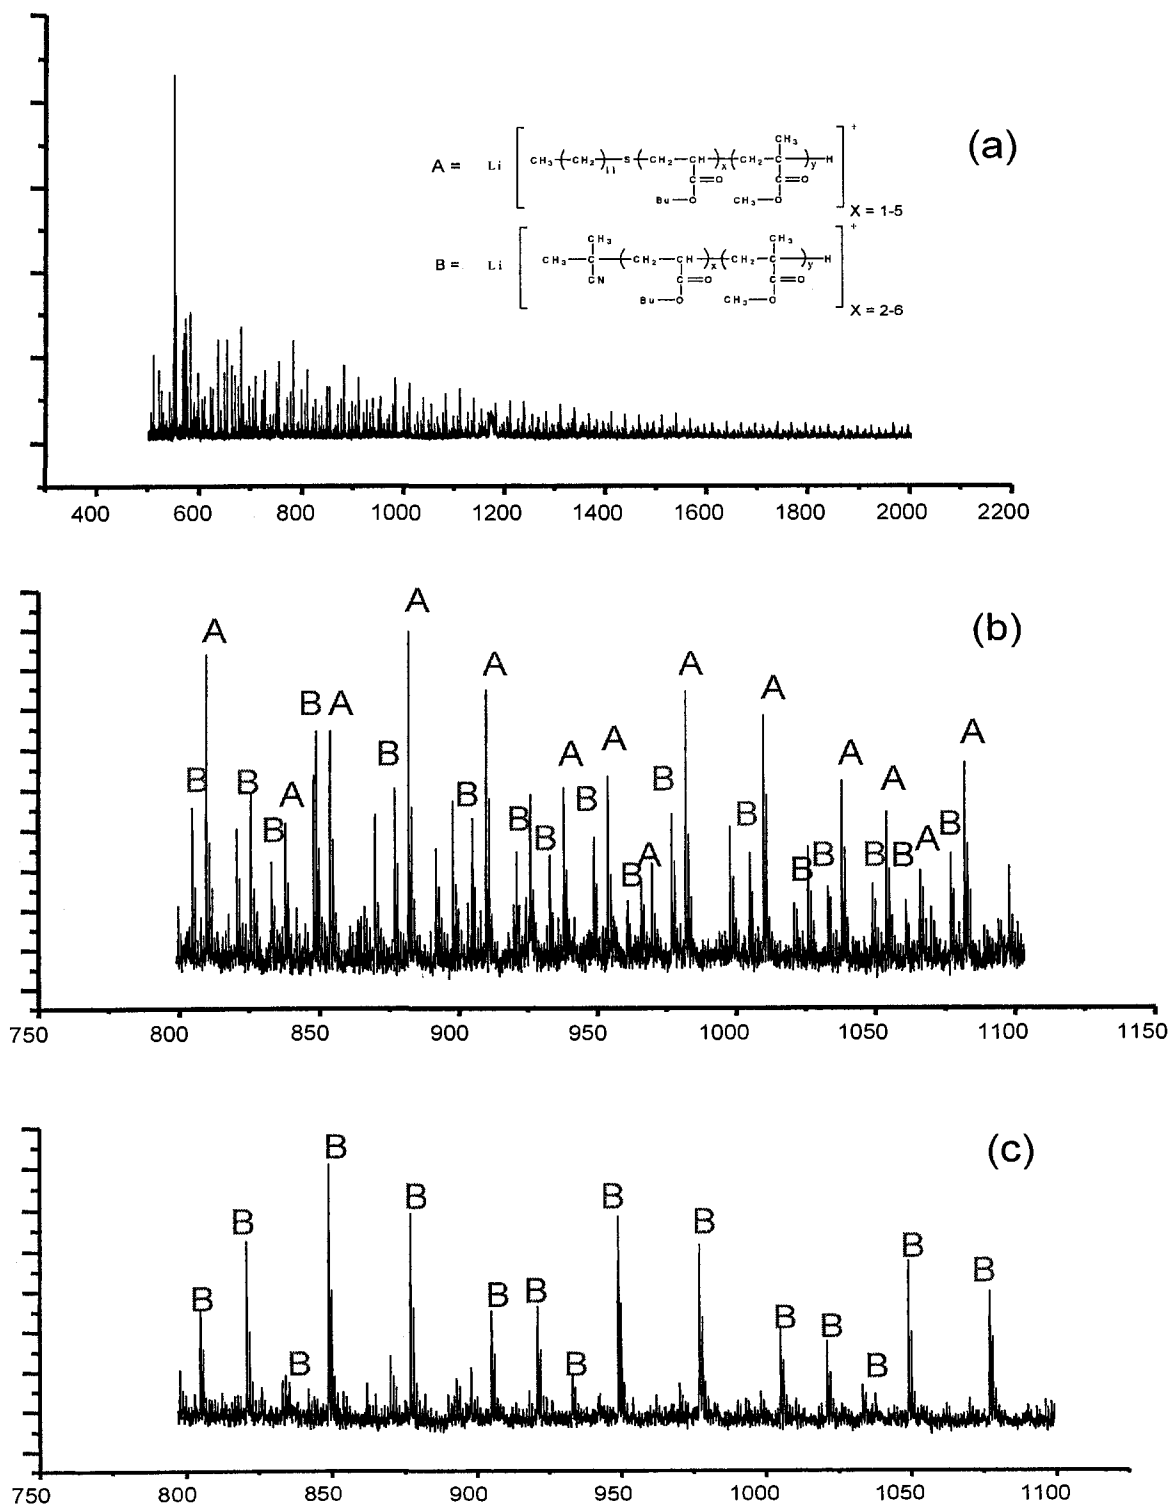 (a)
A = Li [ CH₃-(CH₂)₁₁-S-(CH₂-CH)x-(CH₂-C)y-H ]⁺
CH₃
C=O C=O
Bu-O CH₃-O
X = 1-5
B = Li [ CH₃-C-(CH₂-CH)x-(CH₂-C)y-H ]⁺
CH₃ CH₃
CN C=O C=O
Bu-O CH₃-O
X = 2-6
400 600 800 1000 1200 1400 1600 1800 2000 2200
(b)
A
A
A A
B A A
A A A
B A A
B B B B B
B A B
B B B B A B
B A B B B B
750 800 850 900 950 1000 1050 1100 1150
(c)
B
B B
B B B
B
B B B B B
B B B
750 800 850 900 950 1000 1050 1100